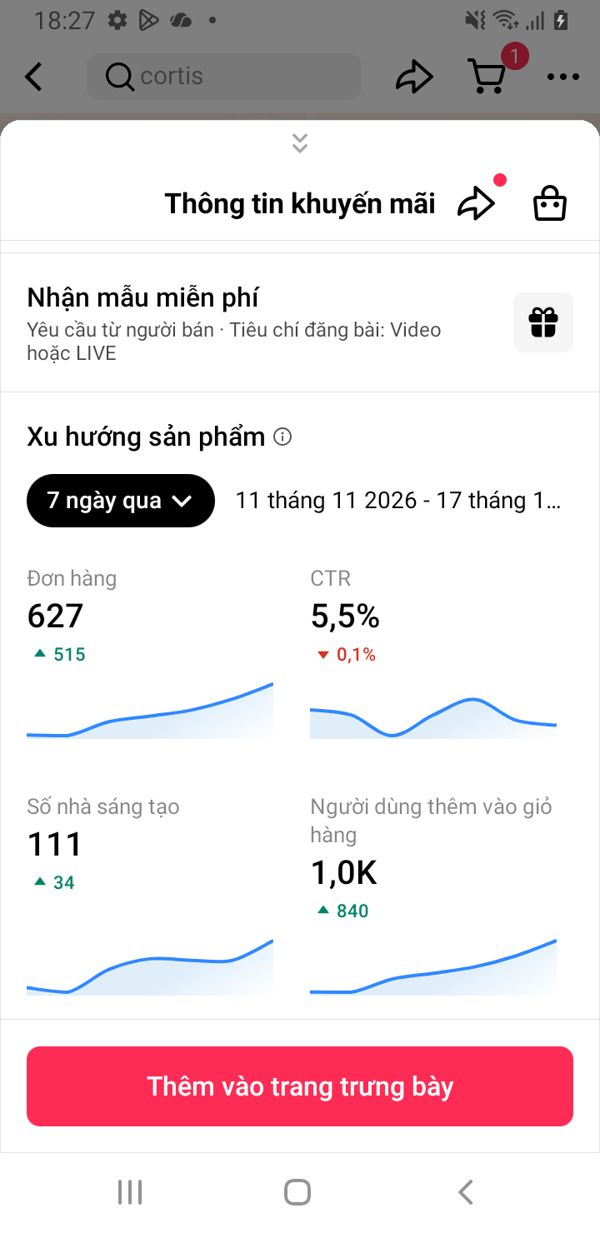 18:27
cortis
1
Thông tin khuyến mãi
Nhận mẫu miễn phí
Yêu cầu từ người bán · Tiêu chí đăng bài: Video
hoặc LIVE
Xu hướng sản phẩm
7 ngày qua
11 tháng 11 2026 - 17 tháng 1...
Đơn hàng
CTR
627
5,5%
515
0,1%
Số nhà sáng tạo
Người dùng thêm vào giỏ
hàng
111
1,0K
34
840
Thêm vào trang trưng bày